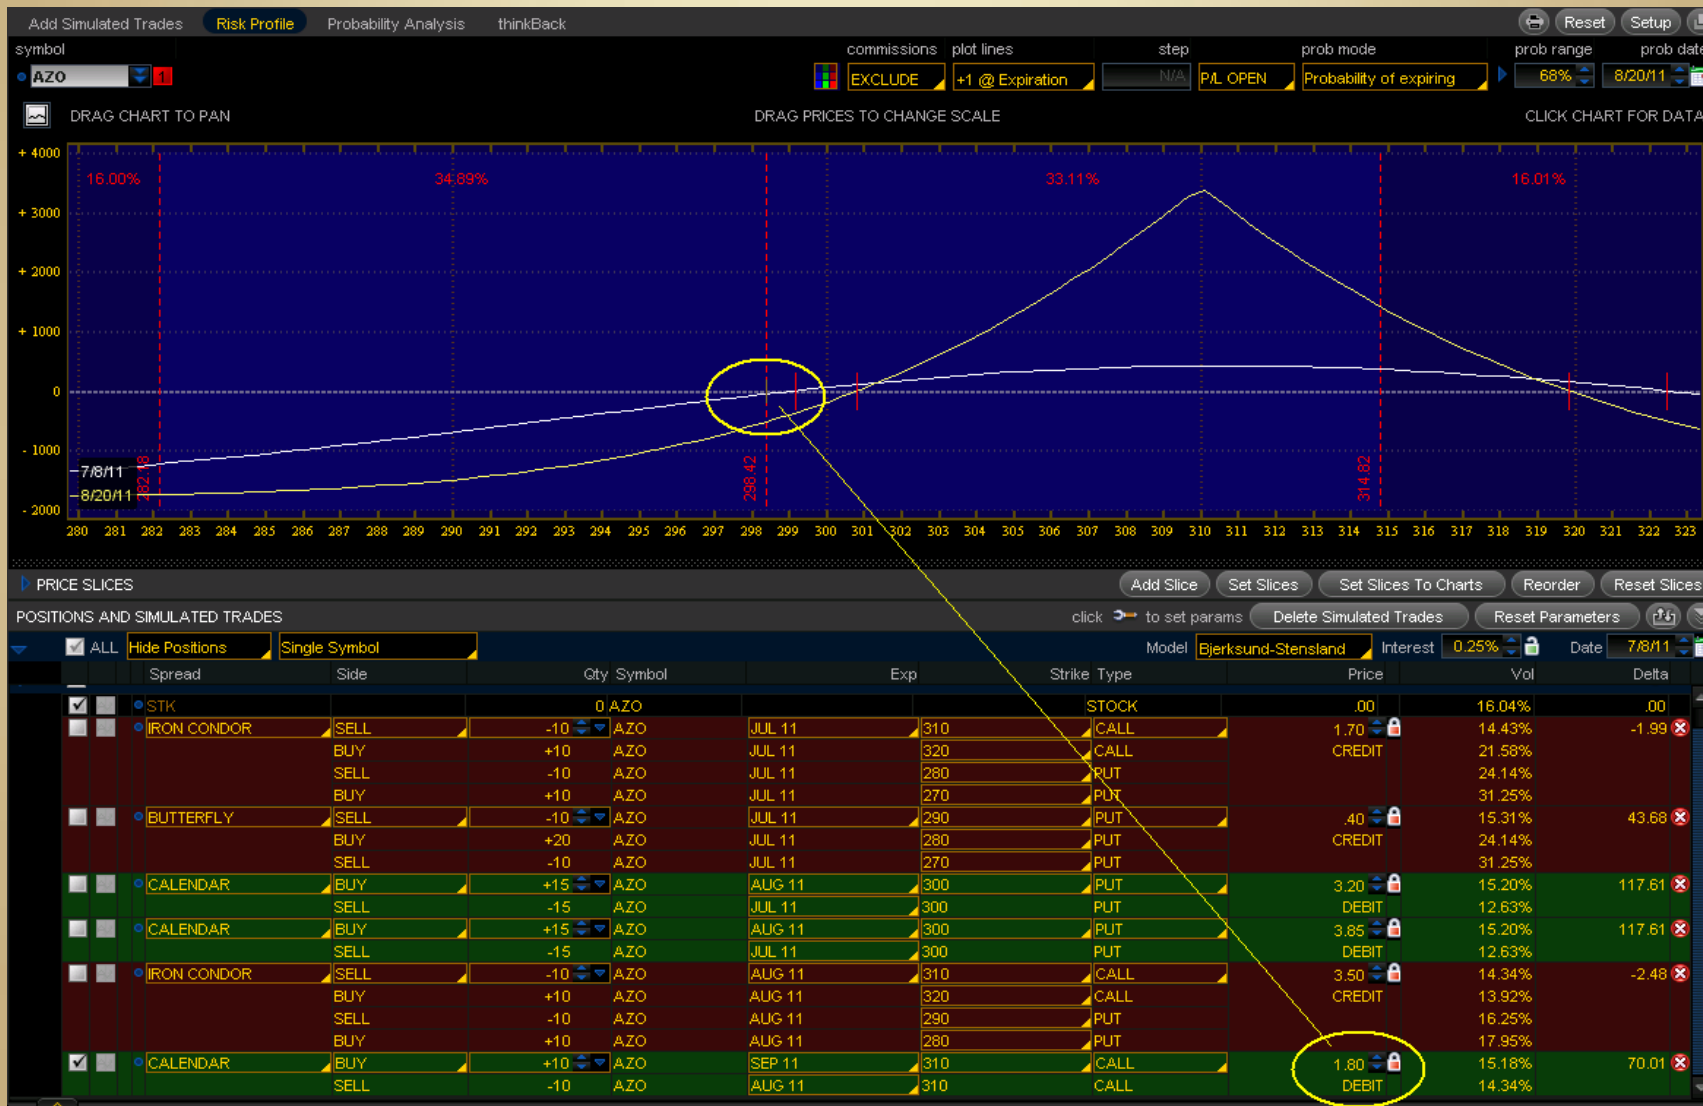 Add Simulated Trades Risk Profile Probability Analysis thinkBack Reset Setup
symbol commissions plot lines step prob mode prob range prob date
AZO 1 EXCLUDE +1 @ Expiration N/A P/L OPEN Probability of expiring 68% 8/20/11
DRAG CHART TO PAN DRAG PRICES TO CHANGE SCALE CLICK CHART FOR DATA
+ 4000
16.00% 34.89% 33.11% 16.01%
+ 3000
+ 2000
+ 1000
0
- 1000
7/8/11
8/20/11
282.18 298.42 314.82
- 2000
280 281 282 283 284 285 286 287 288 289 290 291 292 293 294 295 296 297 298 299 300 301 302 303 304 305 306 307 308 309 310 311 312 313 314 315 316 317 318 319 320 321 322 323
PRICE SLICES Add Slice Set Slices Set Slices To Charts Reorder Reset Slices
POSITIONS AND SIMULATED TRADES click to set params Delete Simulated Trades Reset Parameters
ALL Hide Positions Single Symbol Model Bjerksund-Stensland Interest 0.25% Date 7/8/11
Spread Side Qty Symbol Exp Strike Type Price Vol Delta
STK 0 AZO STOCK .00 16.04% .00
IRON CONDOR SELL -10 AZO JUL 11 310 CALL 1.70 14.43% -1.99
BUY +10 AZO JUL 11 320 CALL CREDIT 21.58%
SELL -10 AZO JUL 11 280 PUT 24.14%
BUY +10 AZO JUL 11 270 PUT 31.25%
BUTTERFLY SELL -10 AZO JUL 11 290 PUT .40 15.31% 43.68
BUY +20 AZO JUL 11 280 PUT CREDIT 24.14%
SELL -10 AZO JUL 11 270 PUT 31.25%
CALENDAR BUY +15 AZO AUG 11 300 PUT 3.20 15.20% 117.61
SELL -15 AZO JUL 11 300 PUT DEBIT 12.63%
CALENDAR BUY +15 AZO AUG 11 300 PUT 3.85 15.20% 117.61
SELL -15 AZO JUL 11 300 PUT DEBIT 12.63%
IRON CONDOR SELL -10 AZO AUG 11 310 CALL 3.50 14.34% -2.48
BUY +10 AZO AUG 11 320 CALL CREDIT 13.92%
SELL -10 AZO AUG 11 290 PUT 16.25%
BUY +10 AZO AUG 11 280 PUT 17.95%
CALENDAR BUY +10 AZO SEP 11 310 CALL 1.80 15.18% 70.01
SELL -10 AZO AUG 11 310 CALL DEBIT 14.34%